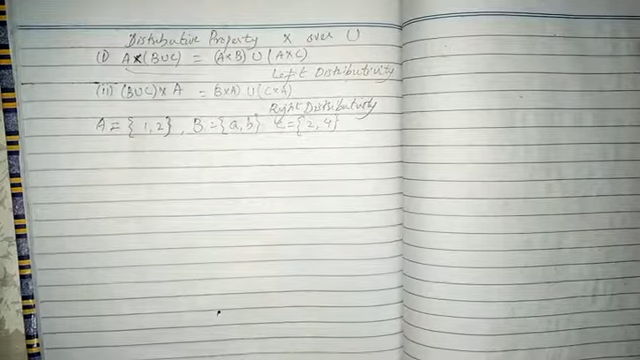 Distributive Property × over ∪
(i) A×(B∪C) = (A×B) ∪ (A×C)
Left Distributivity
(ii) (B∪C)×A = B×A) ∪ (C×A)
Right Distributivity
A = {1,2}, B = {a,b} C = {2,4}